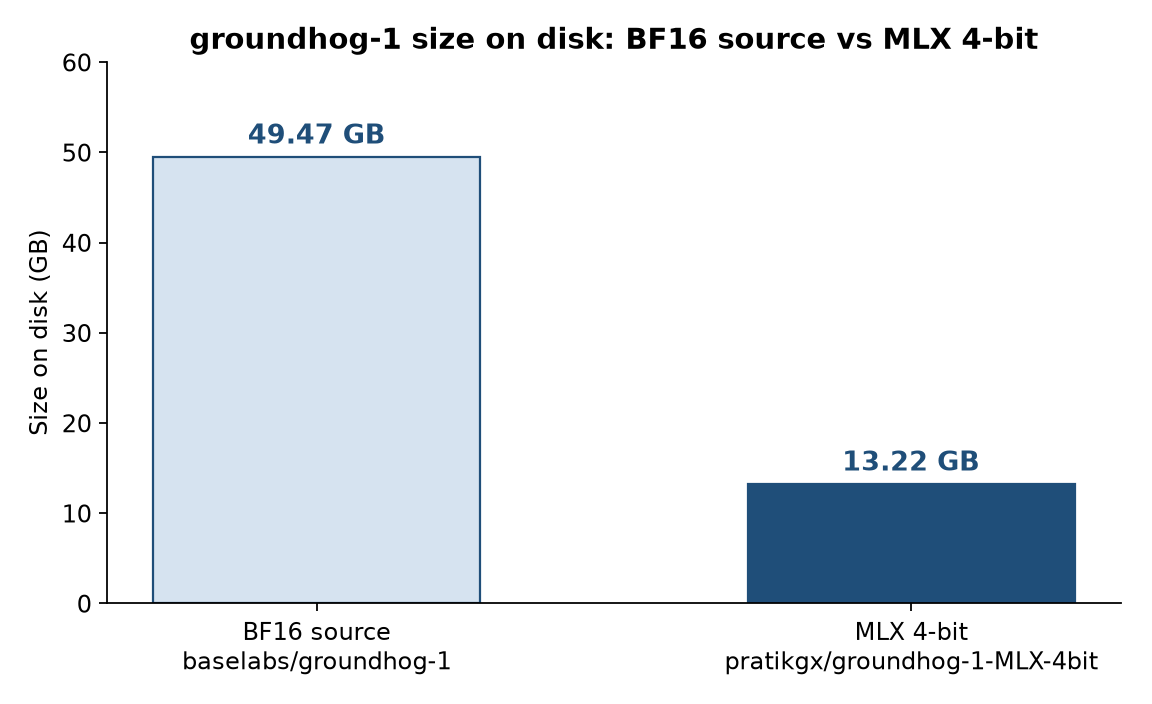 groundhog-1 size on disk: BF16 source vs MLX 4-bit
Size on disk (GB)
60
50
40
30
20
10
0
49.47 GB
13.22 GB
BF16 source
baselabs/groundhog-1
MLX 4-bit
pratikgx/groundhog-1-MLX-4bit